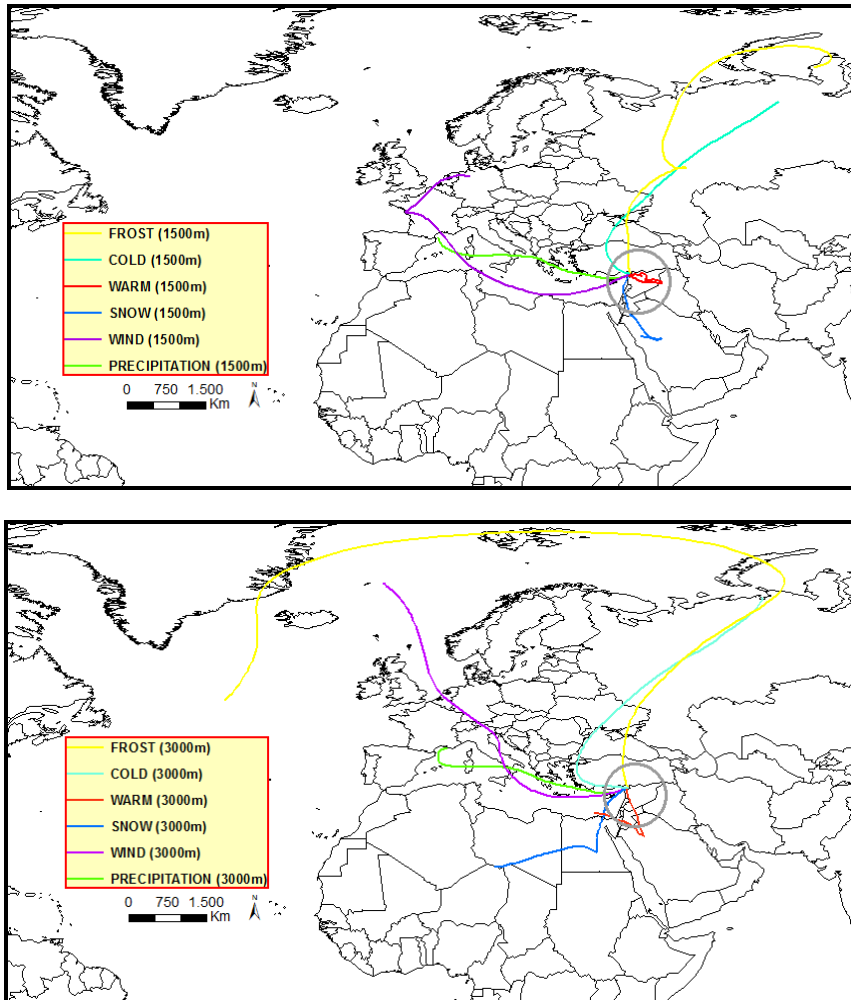 FROST (1500m)
COLD (1500m)
WARM (1500m)
SNOW (1500m)
WIND (1500m)
PRECIPITATION (1500m)
0 750 1.500
Km
N
FROST (3000m)
COLD (3000m)
WARM (3000m)
SNOW (3000m)
WIND (3000m)
PRECIPITATION (3000m)
0 750 1.500
Km
N